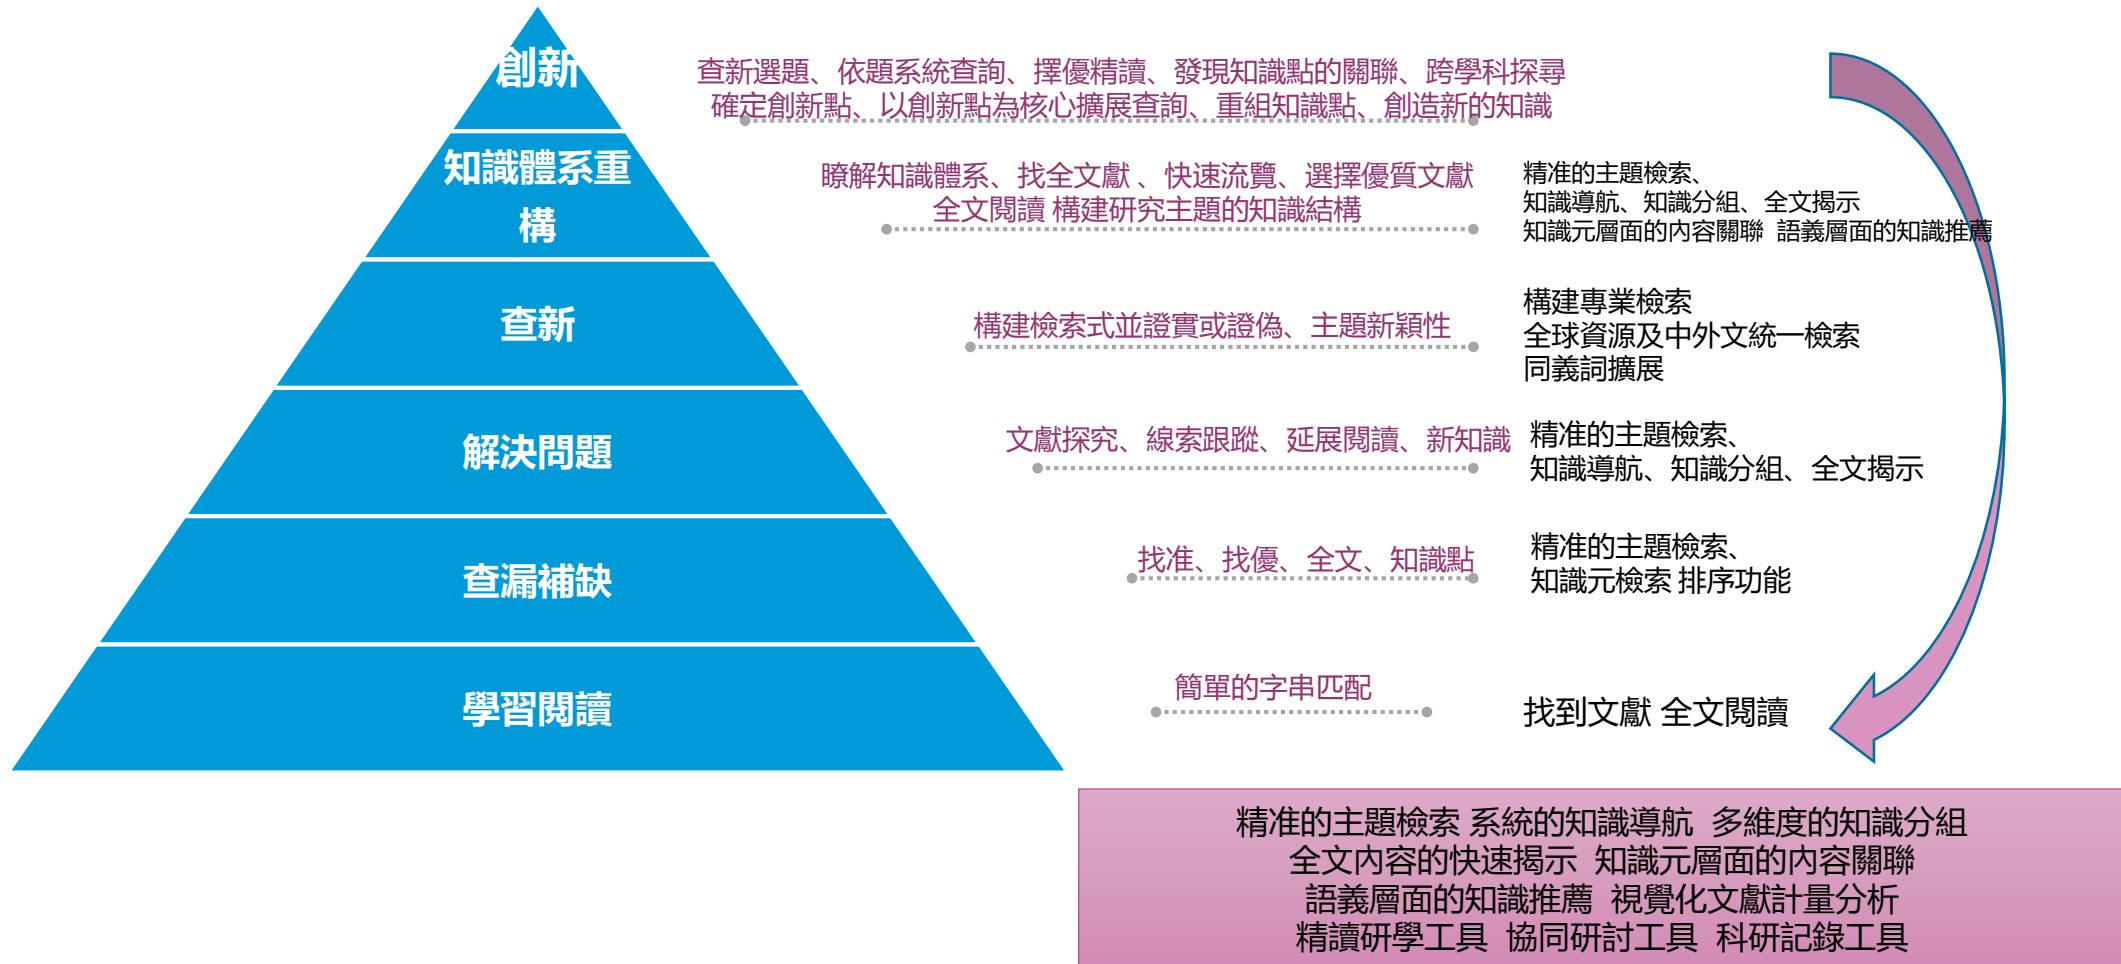 創新
查新選題、依題系統查詢、擇優精讀、發現知識點的關聯、跨學科探尋
確定創新點、以創新點為核心擴展查詢、重組知識點、創造新的知識
知識體系重
構
瞭解知識體系、找全文獻 、快速流覽、選擇優質文獻
全文閱讀 構建研究主題的知識結構
精准的主題檢索、
知識導航、知識分組、全文揭示
知識元層面的內容關聯 語義層面的知識推薦
查新
構建檢索式並證實或證偽、主題新穎性
構建專業檢索
全球資源及中外文統一檢索
同義詞擴展
解決問題
文獻探究、線索跟蹤、延展閱讀、新知識
精准的主題檢索、
知識導航、知識分組、全文揭示
查漏補缺
找准、找優、全文、知識點
精准的主題檢索、
知識元檢索 排序功能
學習閱讀
簡單的字串匹配
找到文獻 全文閱讀
精准的主題檢索 系統的知識導航 多維度的知識分組
全文內容的快速揭示 知識元層面的內容關聯
語義層面的知識推薦 視覺化文獻計量分析
精讀研學工具 協同研討工具 科研記錄工具